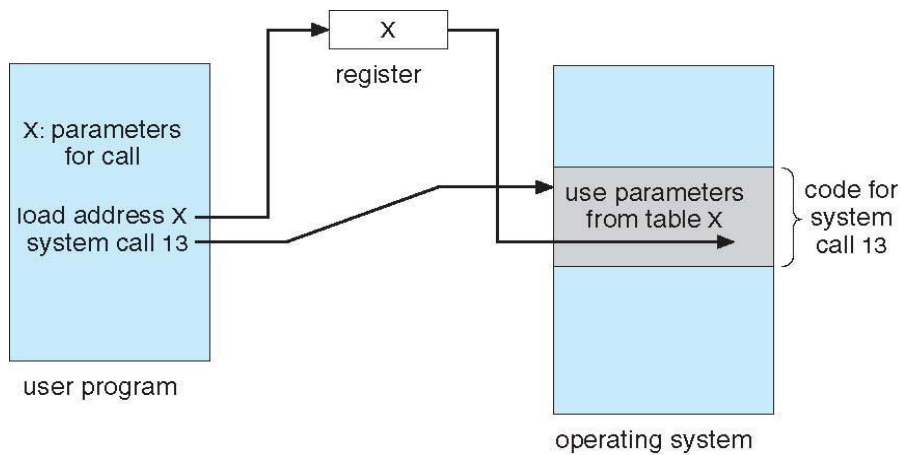 X
register
X: parameters
for call
load address X
system call 13
use parameters
from table X
code for
system
call 13
user program
operating system